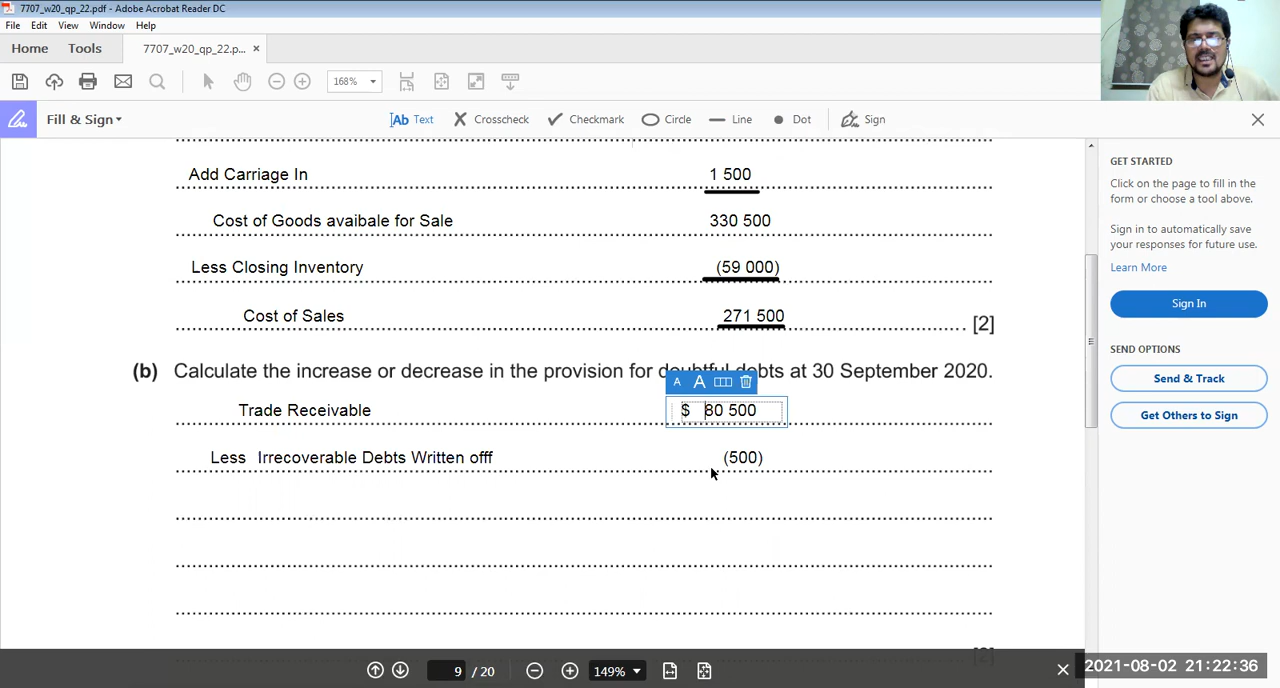 7707_w20_qp_22.pdf - Adobe Acrobat Reader DC
File Edit View Window Help
Home Tools 7707_w20_qp_22.p... ×
168%
Fill & Sign Ab Text Crosscheck Checkmark Circle Line Dot Sign
Add Carriage In 1 500
Cost of Goods avaibale for Sale 330 500
Less Closing Inventory (59 000)
Cost of Sales 271 500 [2]
(b) Calculate the increase or decrease in the provision for doubtful debts at 30 September 2020.
A A
Trade Receivable $ 80 500
Less Irrecoverable Debts Written offf (500)
GET STARTED
Click on the page to fill in the
form or choose a tool above.
Sign in to automatically save
your responses for future use.
Learn More
Sign In
SEND OPTIONS
Send & Track
Get Others to Sign
9 / 20 149%
2021-08-02 21:22:36